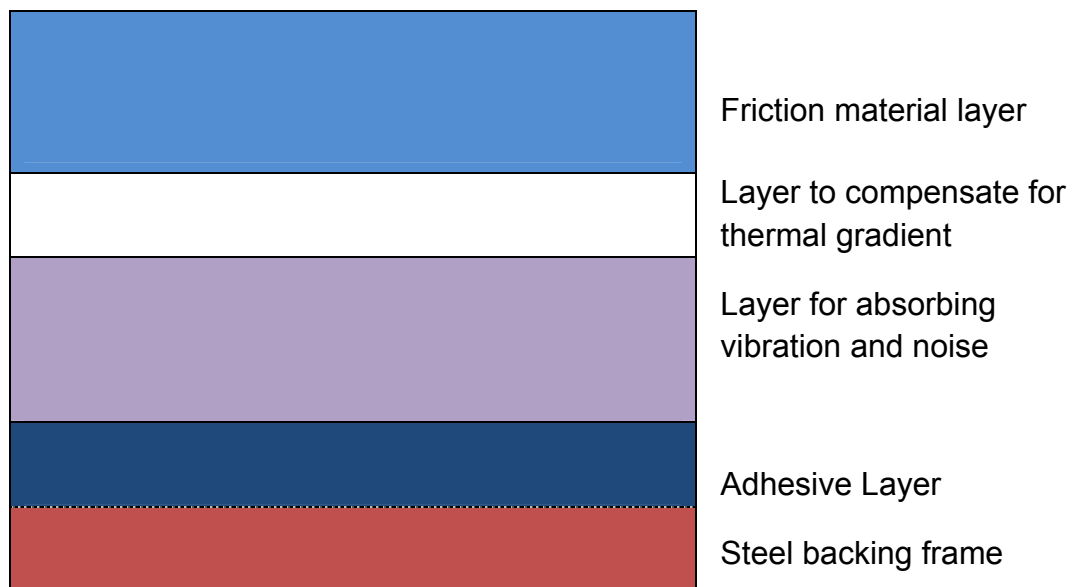 Friction material layer
Layer to compensate for
thermal gradient
Layer for absorbing
vibration and noise
Adhesive Layer
Steel backing frame